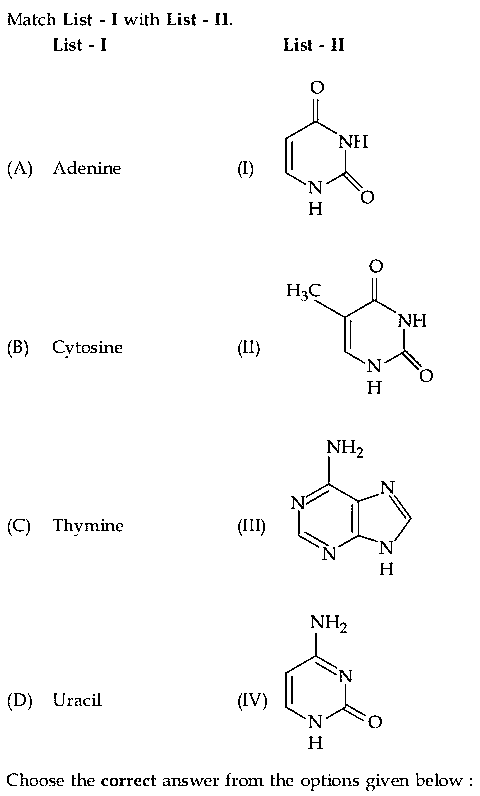 Match List - I with List - II.
List - I List - II
O
NH
(A) Adenine (I)
N
H
O
O
H₃C
NH
(B) Cytosine (II)
N
H
O
NH₂
N
N
(C) Thymine (III)
N
N
H
NH₂
N
(D) Uracil (IV)
N
H
O
Choose the correct answer from the options given below :